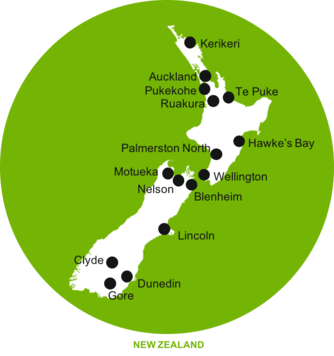 Kerikeri
Auckland
Pukekohe
Te Puke
Ruakura
Hawke's Bay
Palmerston North
Motueka
Wellington
Nelson
Blenheim
Lincoln
Clyde
Dunedin
Gore
NEW ZEALAND